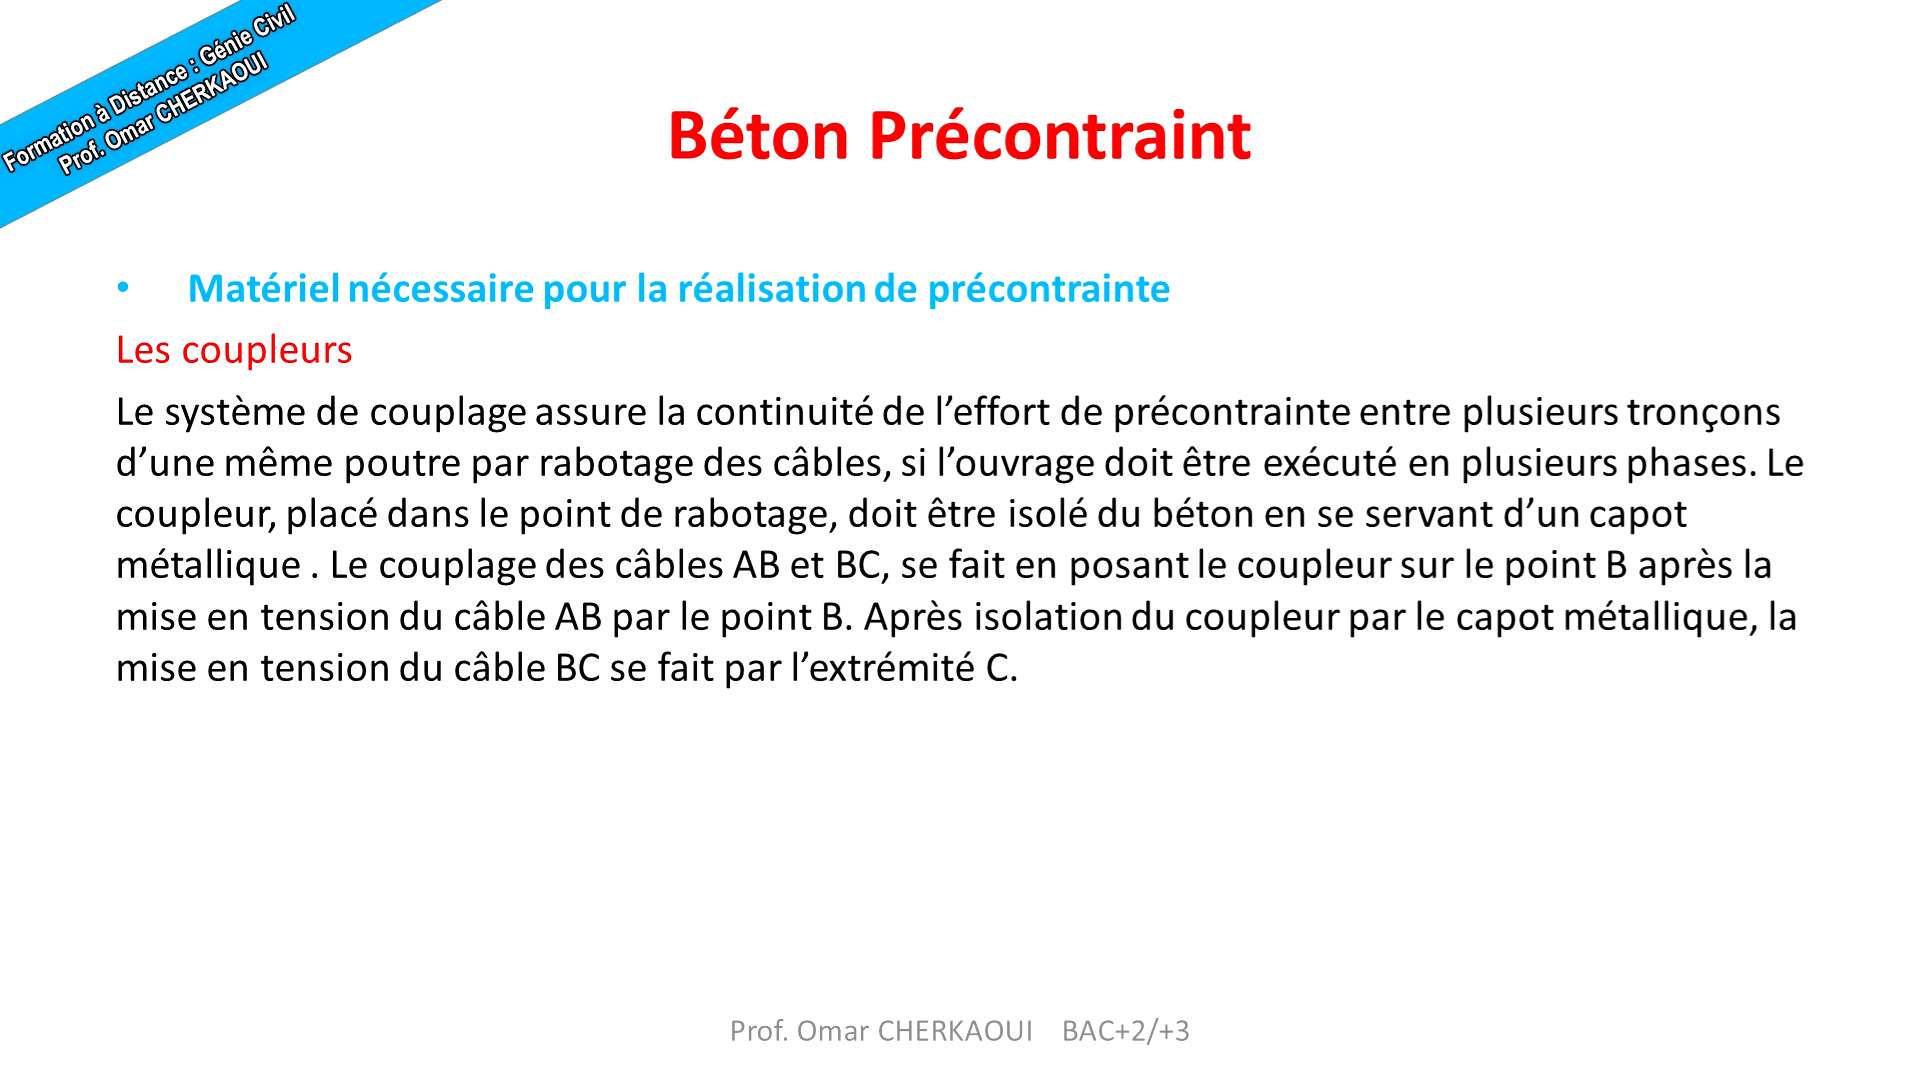 Formation à Distance : Génie Civil
Prof. Omar CHERKAOUI
Béton Précontraint
• Matériel nécessaire pour la réalisation de précontrainte
Les coupleurs
Le système de couplage assure la continuité de l’effort de précontrainte entre plusieurs tronçons
d’une même poutre par rabotage des câbles, si l’ouvrage doit être exécuté en plusieurs phases. Le
coupleur, placé dans le point de rabotage, doit être isolé du béton en se servant d’un capot
métallique . Le couplage des câbles AB et BC, se fait en posant le coupleur sur le point B après la
mise en tension du câble AB par le point B. Après isolation du coupleur par le capot métallique, la
mise en tension du câble BC se fait par l’extrémité C.
Prof. Omar CHERKAOUI BAC+2/+3